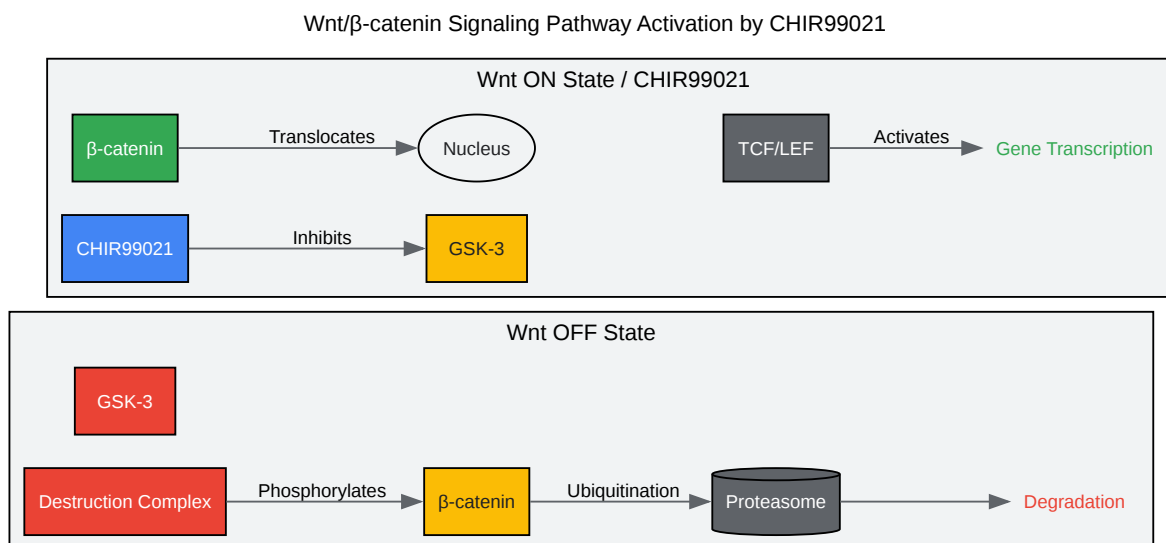 Wnt/β-catenin Signaling Pathway Activation by CHIR99021
Wnt ON State / CHIR99021
β-catenin
Translocates
Nucleus
TCF/LEF
Activates
Gene Transcription
CHIR99021
Inhibits
GSK-3
Wnt OFF State
GSK-3
Destruction Complex
Phosphorylates
β-catenin
Ubiquitination
Proteasome
Degradation